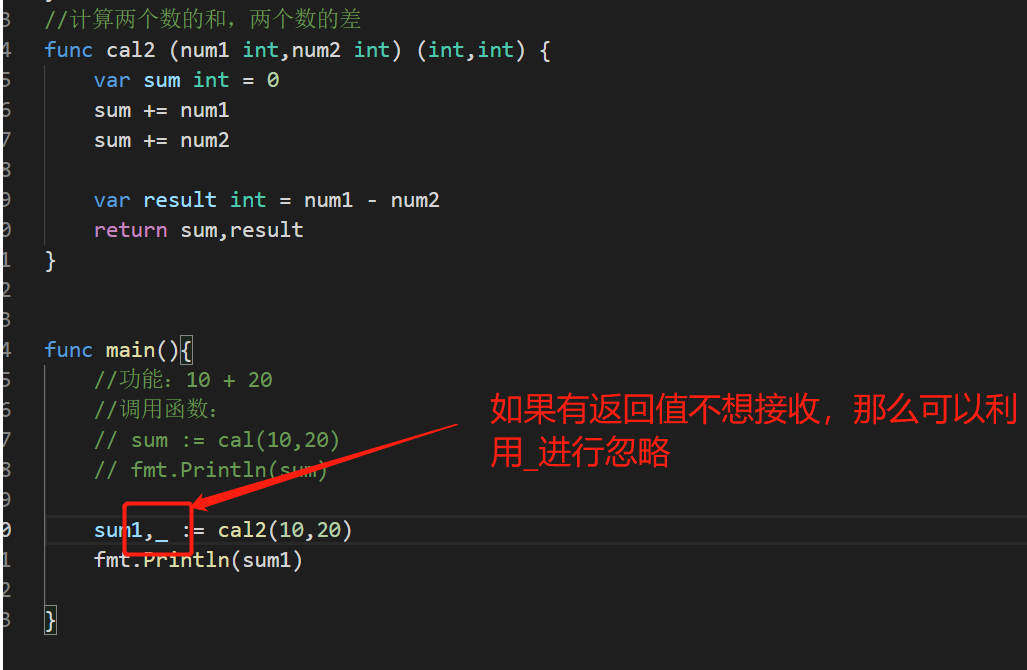 3 //计算两个数的和，两个数的差
4 func cal2 (num1 int,num2 int) (int,int) {
5 var sum int = 0
6 sum += num1
7 sum += num2
8
9 var result int = num1 - num2
0 return sum,result
1 }
2
3
4 func main(){
5 //功能：10 + 20
6 //调用函数：
7 // sum := cal(10,20)
8 // fmt.Println(sum)
9
0 sum1,_ := cal2(10,20)
1 fmt.Println(sum1)
2
3 }
如果有返回值不想接收，那么可以利
用_进行忽略